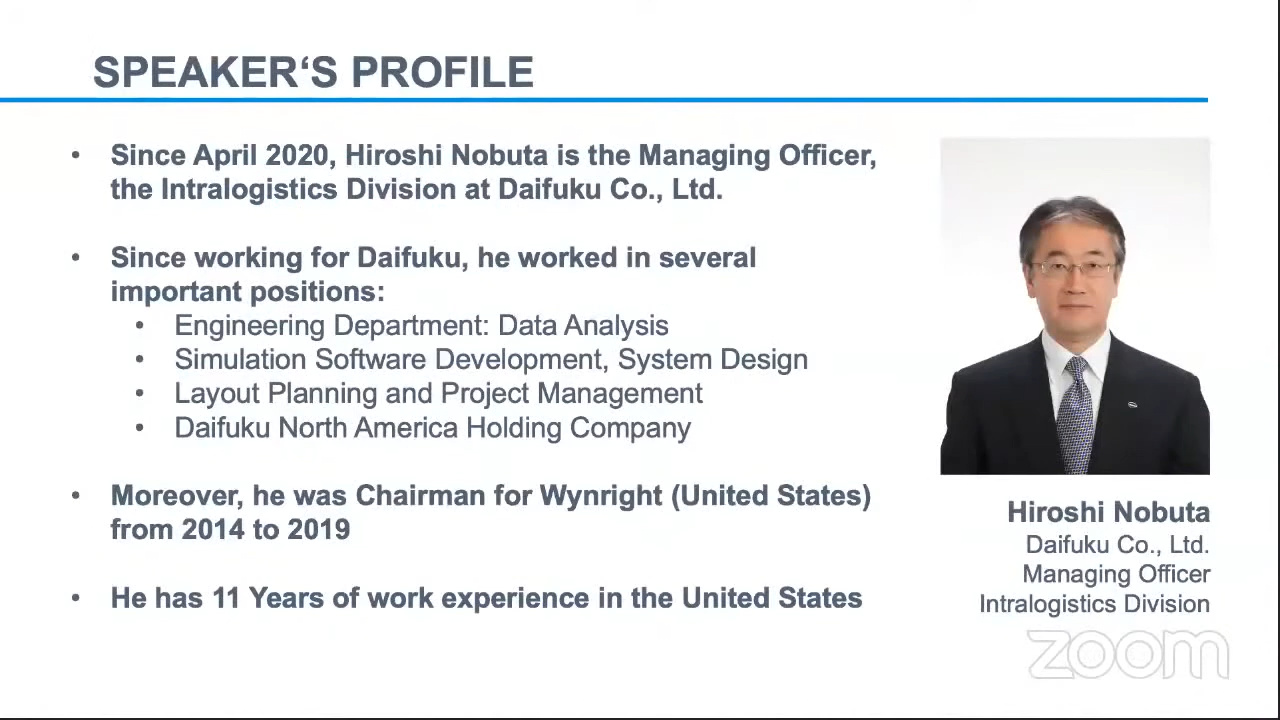 SPEAKER‘S PROFILE
• Since April 2020, Hiroshi Nobuta is the Managing Officer,
the Intralogistics Division at Daifuku Co., Ltd.
• Since working for Daifuku, he worked in several
important positions:
• Engineering Department: Data Analysis
• Simulation Software Development, System Design
• Layout Planning and Project Management
• Daifuku North America Holding Company
• Moreover, he was Chairman for Wynright (United States)
from 2014 to 2019
• He has 11 Years of work experience in the United States
Hiroshi Nobuta
Daifuku Co., Ltd.
Managing Officer
Intralogistics Division
zoom